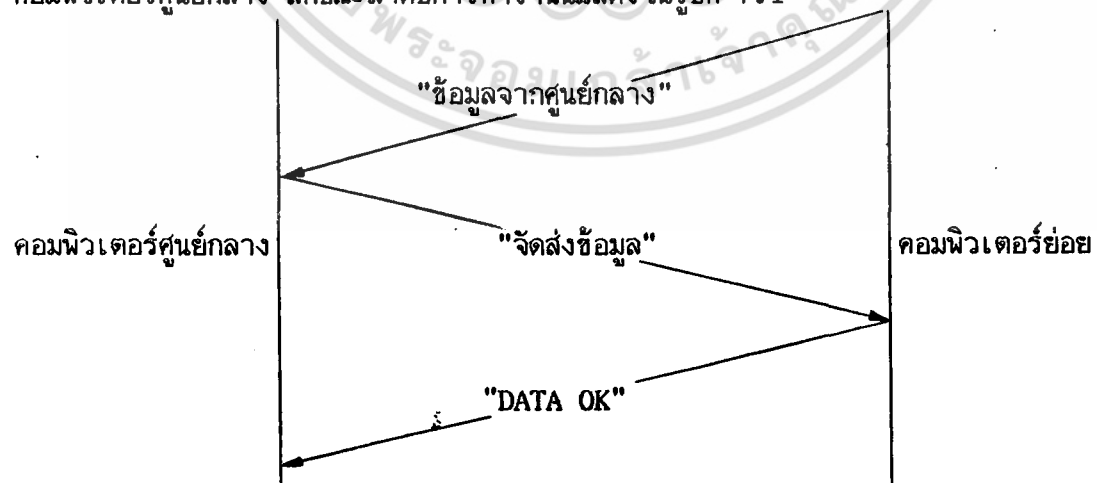 "ข้อมูลจากศูนย์กลาง"
คอมพิวเตอร์ศูนย์กลาง
"จัดส่งข้อมูล"
คอมพิวเตอร์ย่อย
"DATA OK"